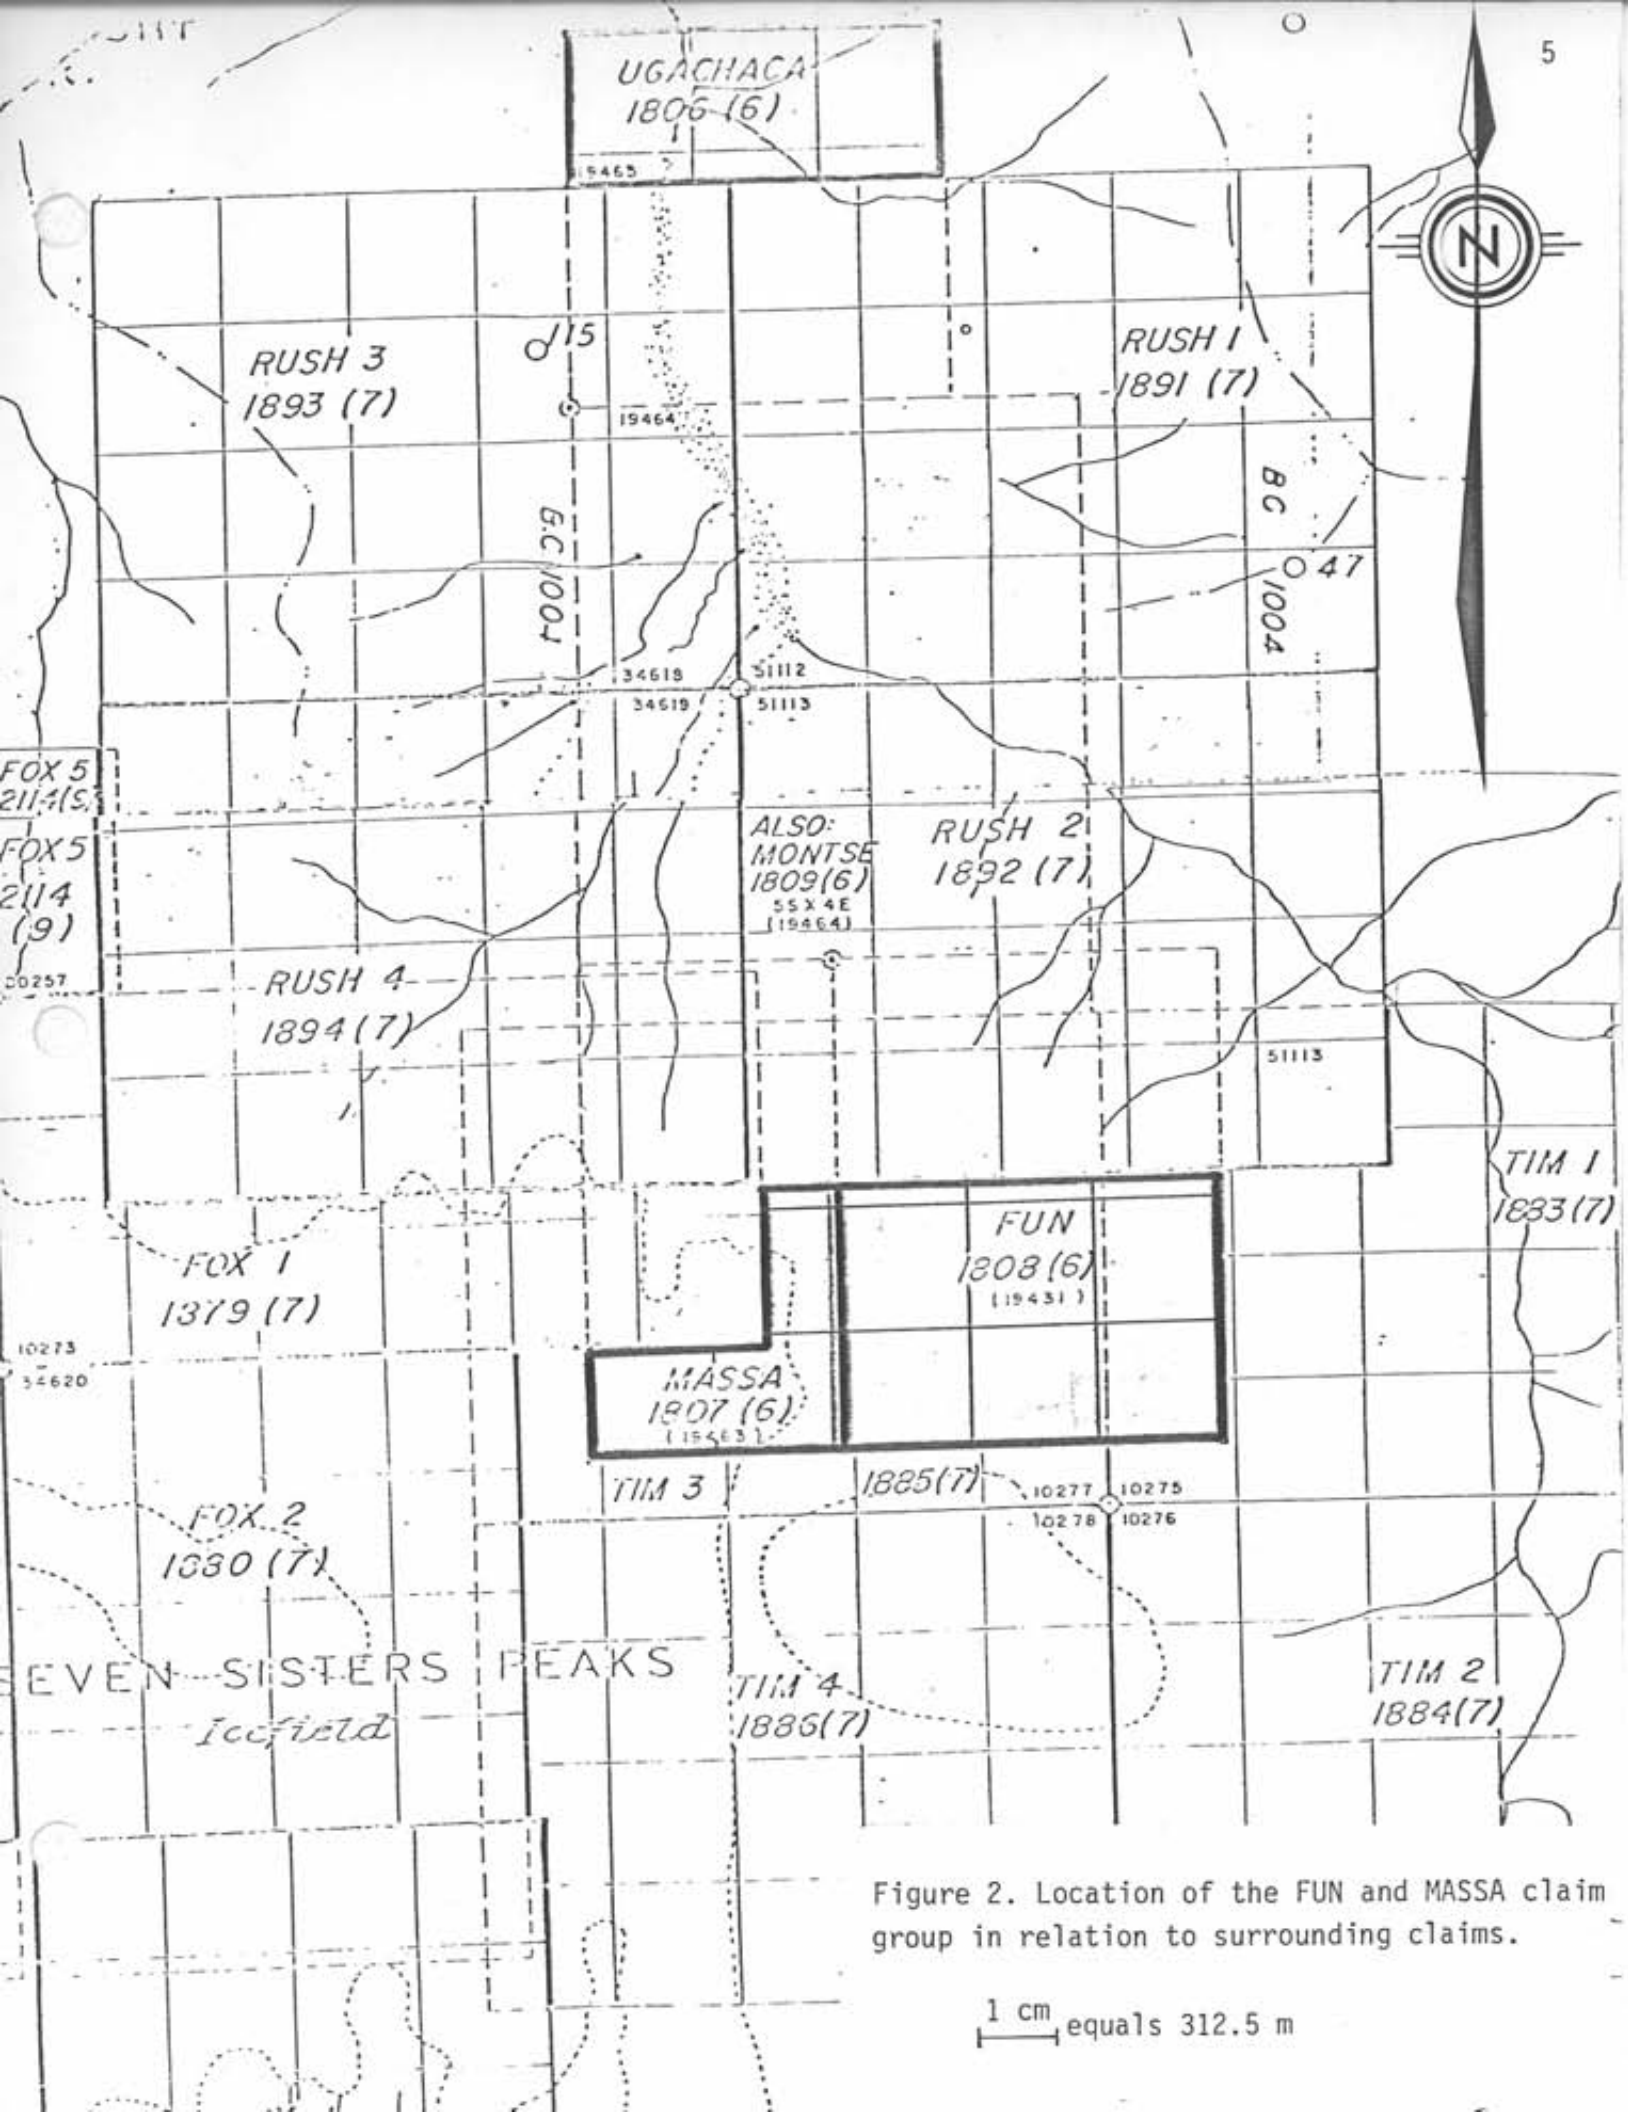 5
UGACHACA
1806 (6)
19463
N
115
RUSH 3
1893 (7)
RUSH 1
1891 (7)
19464
BC
1004
47
34618
51112
34619
51113
FOX 5
FOX 5
2114
(9)
ALSO:
MONTSE
1809(6)
5S X 4E
(19464)
RUSH 2
1892 (7)
RUSH 4
1894 (7)
51113
TIM 1
1883(7)
FUN
1808 (6)
(19431)
FOX 1
1379 (7)
10273
34620
MASSA
1807 (6)
TIM 3
1885(7)
10277
10275
10278
10276
FOX 2
1880 (7)
SEVEN SISTERS PEAKS
Icefield
TIM 4
1886(7)
TIM 2
1884(7)
Figure 2. Location of the FUN and MASSA claim
group in relation to surrounding claims.
1 cm equals 312.5 m